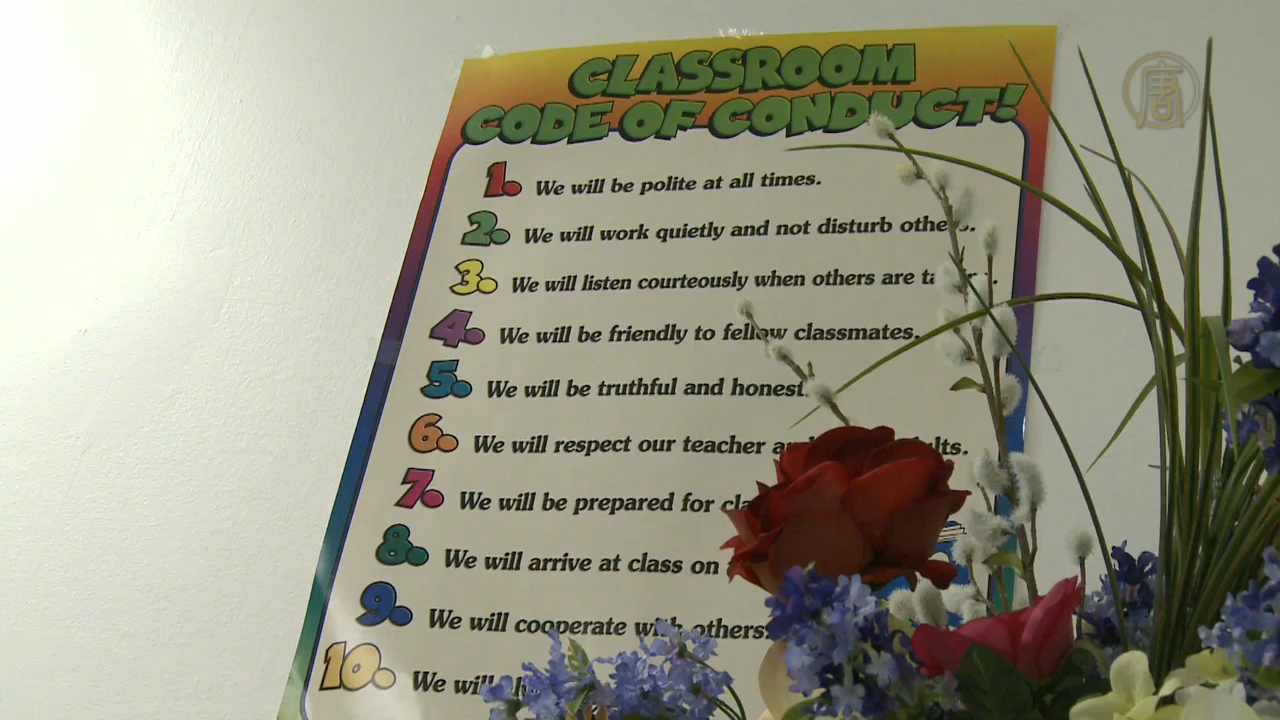 CLASSROOM
CODE OF CONDUCT!
1. We will be polite at all times.
2. We will work quietly and not disturb
3. We will listen courteously when others are
4. We will be friendly to fellow classmates.
5. We will be truthful and honest.
6. We will respect our teacher
7. We will be prepared for
8. We will arrive at class on
9. We will cooperate with others.
10. We will
唐